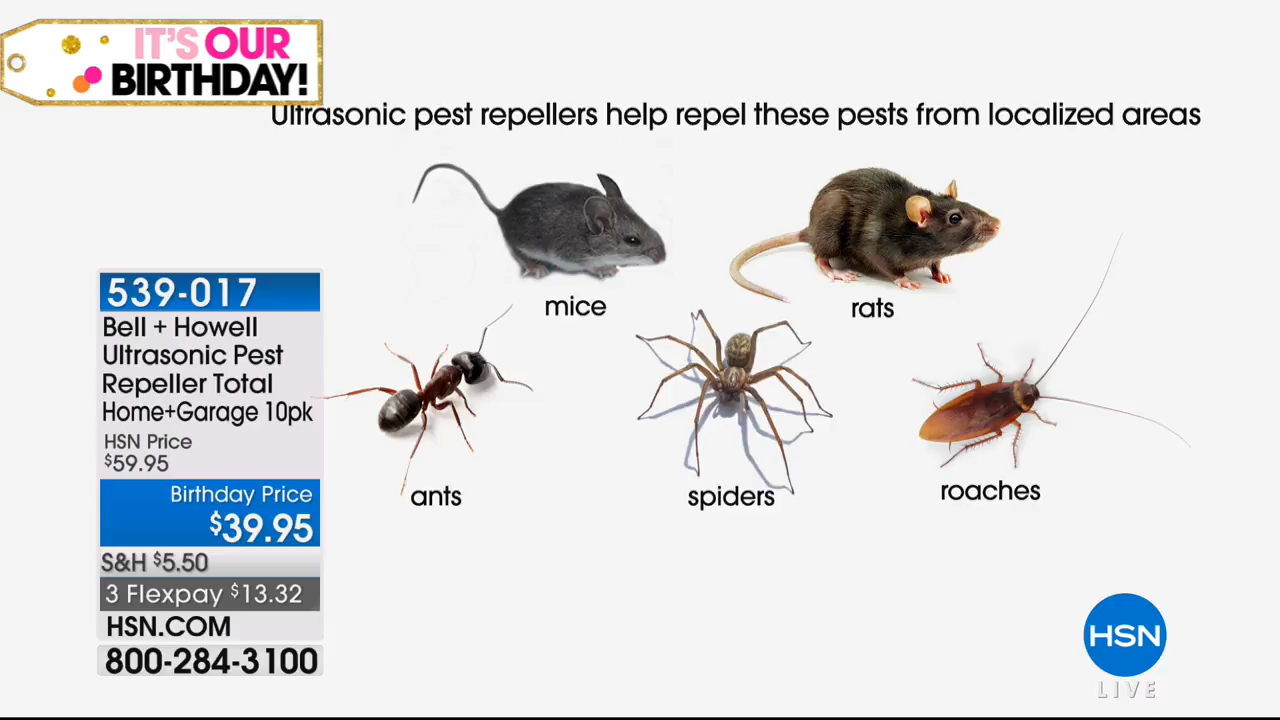 IT'S OUR
BIRTHDAY!
Ultrasonic pest repellers help repel these pests from localized areas
mice
rats
ants
spiders
roaches
539-017
Bell + Howell
Ultrasonic Pest
Repeller Total
Home+Garage 10pk
HSN Price
$59.95
Birthday Price
$39.95
S&H $5.50
3 Flexpay $13.32
HSN.COM
800-284-3100
HSN
LIVE